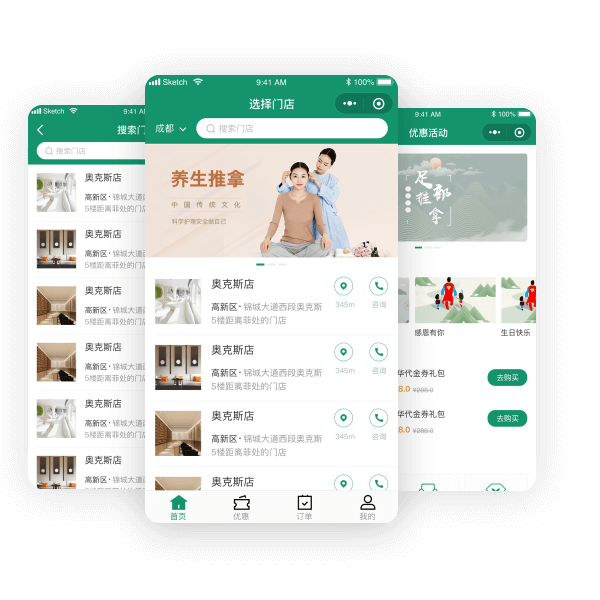 Sketch
9:41 AM
搜索门
搜索门店
奥克斯店
高新区·锦城大道西
5楼距离菲处的门店
奥克斯店
高新区·锦城大道西
5楼距离菲处的门店
奥克斯店
高新区·锦城大道西
5楼距离菲处的门店
奥克斯店
高新区·锦城大道西
5楼距离菲处的门店
奥克斯店
高新区·锦城大道西
5楼距离菲处的门店
奥克斯店
高新区·锦城大道西
Sketch
9:41 AM
100%
选择门店
成都
搜索门店
养生推拿
中国传统文化
科学护理安全做自己
奥克斯店
高新区·锦城大道西段奥克斯
5楼距离菲处的门店
345m
咨询
奥克斯店
高新区·锦城大道西段奥克斯
5楼距离菲处的门店
345m
咨询
奥克斯店
高新区·锦城大道西段奥克斯
5楼距离菲处的门店
345m
咨询
奥克斯店
首页
优惠
订单
我的
9:41 AM
100%
优惠活动
足部
推拿
感恩有你
生日快乐
华代金券礼包
8.0 ¥288.0
去购买
华代金券礼包
8.0 ¥288.0
去购买